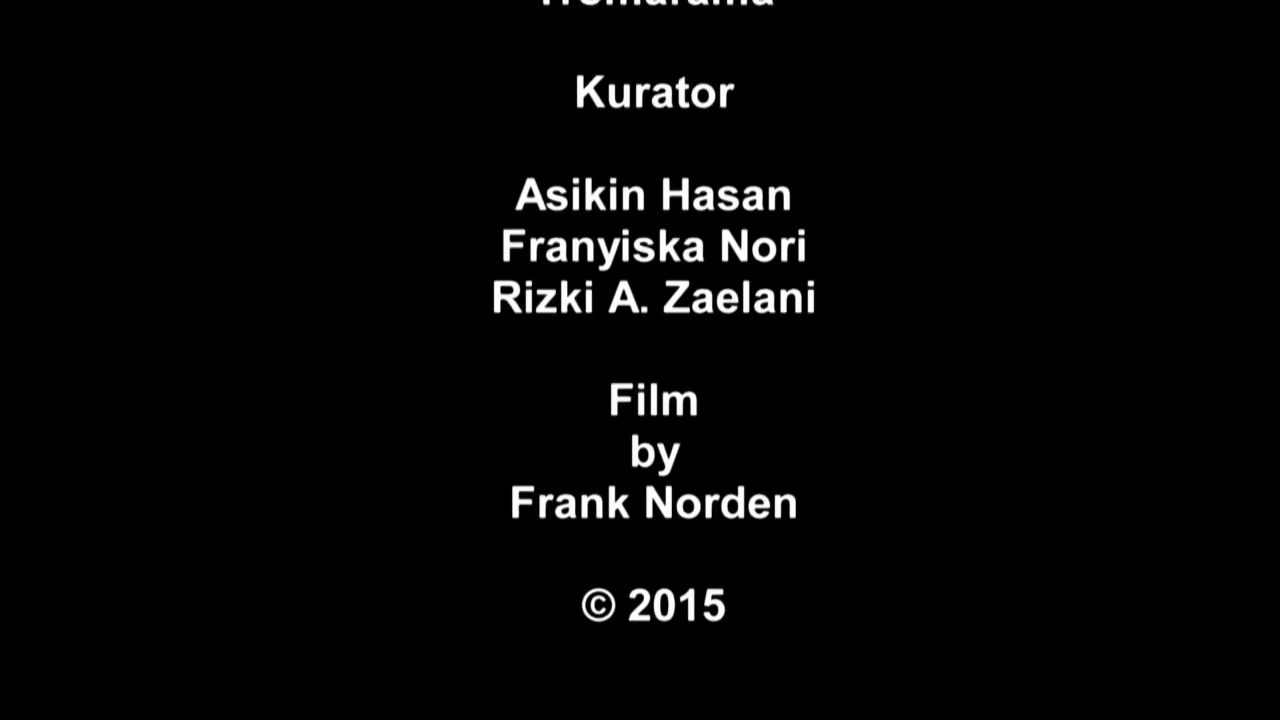 Kurator
Asikin Hasan
Franyiska Nori
Rizki A. Zaelani
Film
by
Frank Norden
© 2015